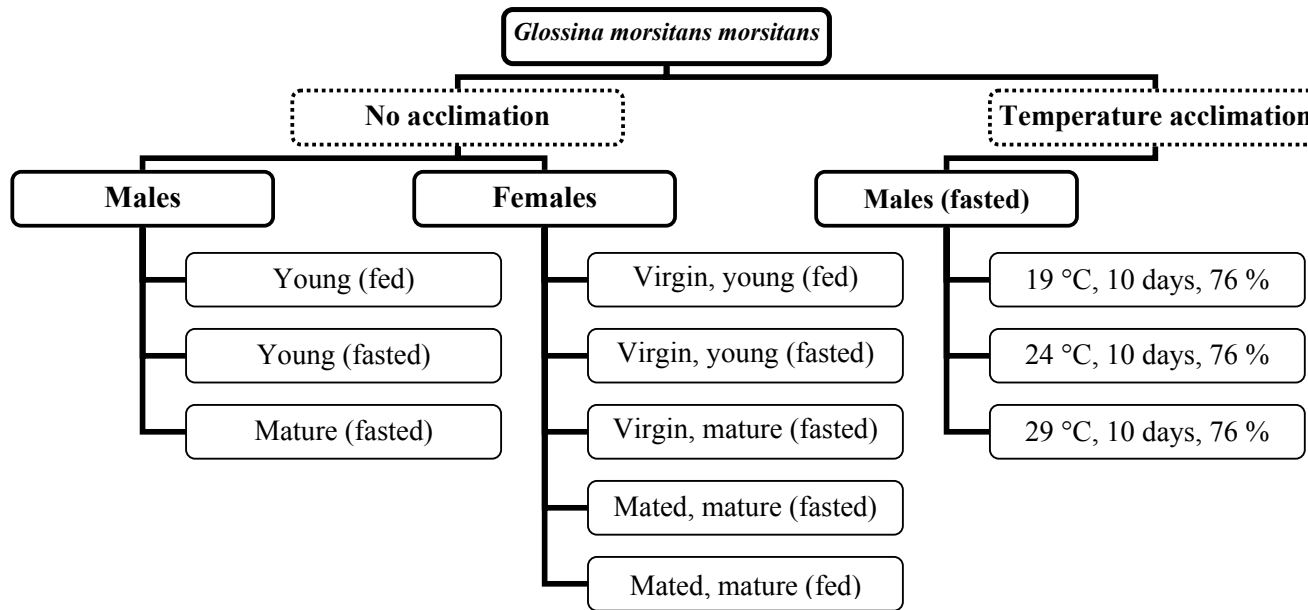 Glossina morsitans morsitans
No acclimation
Temperature acclimation
Males
Females
Males (fasted)
Young (fed)
Virgin, young (fed)
19 °C, 10 days, 76 %
Young (fasted)
Virgin, young (fasted)
24 °C, 10 days, 76 %
Mature (fasted)
Virgin, mature (fasted)
29 °C, 10 days, 76 %
Mated, mature (fasted)
Mated, mature (fed)